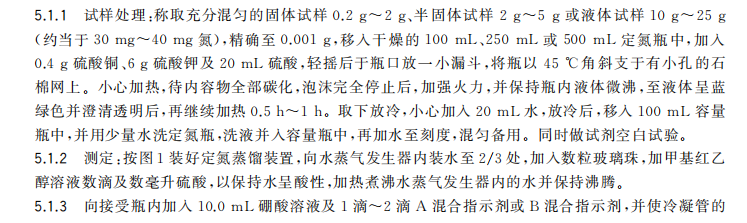 5.1.1 试样处理:称取充分混匀的固体试样 0.2 g～2 g、半固体试样 2 g～5 g 或液体试样 10 g～25 g
(约当于 30 mg～40 mg 氮),精确至 0.001 g,移入干燥的 100 mL、250 mL 或 500 mL 定氮瓶中,加入
0.4 g 硫酸铜、6 g 硫酸钾及 20 mL 硫酸,轻摇后于瓶口放一小漏斗,将瓶以 45 ℃角斜支于有小孔的石
棉网上。小心加热,待内容物全部碳化,泡沫完全停止后,加强火力,并保持瓶内液体微沸,至液体呈蓝
绿色并澄清透明后,再继续加热 0.5 h～1 h。取下放冷,小心加入 20 mL 水,放冷后,移入 100 mL 容量
瓶中,并用少量水洗定氮瓶,洗液并入容量瓶中,再加水至刻度,混匀备用。同时做试剂空白试验。
5.1.2 测定:按图 1 装好定氮蒸馏装置,向水蒸气发生器内装水至 2/3 处,加入数粒玻璃珠,加甲基红乙
醇溶液数滴及数毫升硫酸,以保持水呈酸性,加热煮沸水蒸气发生器内的水并保持沸腾。
5.1.3 向接受瓶内加入 10.0 mL 硼酸溶液及 1 滴～2 滴 A 混合指示剂或 B 混合指示剂,并使冷凝管的